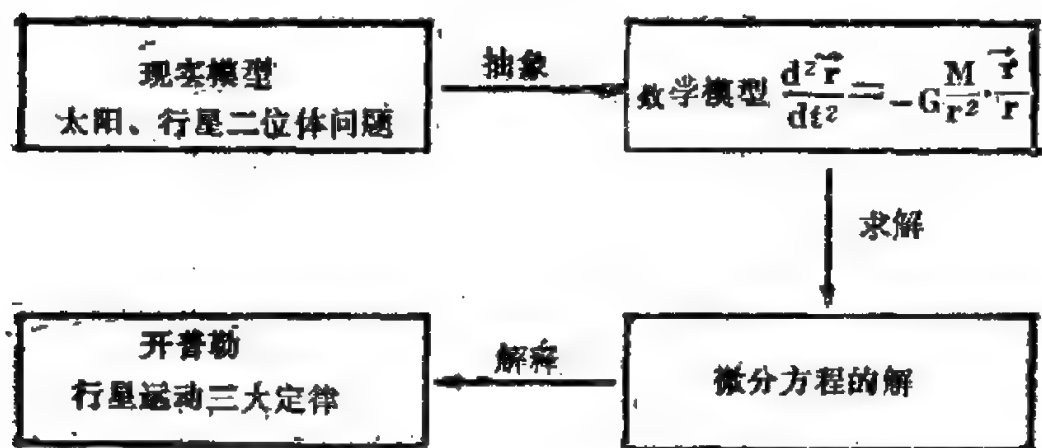 现实模型
太阳、行星二位体问题
抽象
数学模型 d²r⃗/dt² = -G M/r² · r⃗/r
求解
微分方程的解
解释
开普勒
行星运动三大定律